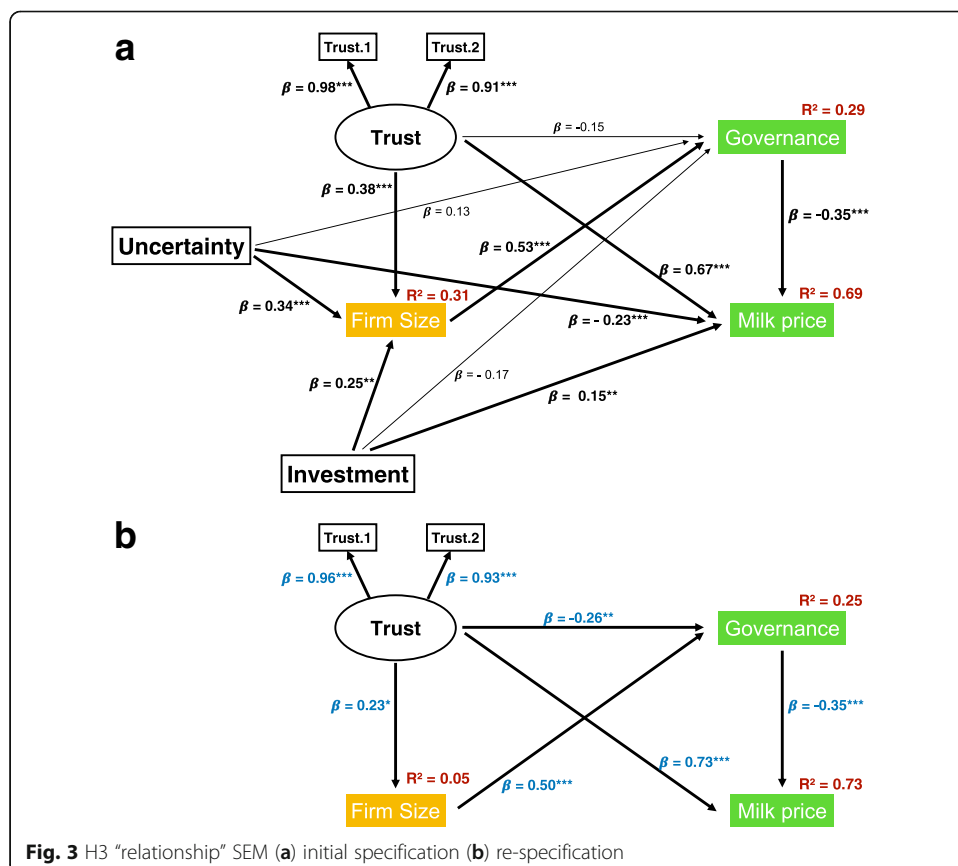 a
Trust.1
Trust.2
β = 0.98***
β = 0.91***
R² = 0.29
Trust
β = -0.15
Governance
β = 0.38***
β = 0.13
β = -0.35***
Uncertainty
β = 0.53***
β = 0.67***
R² = 0.31
R² = 0.69
β = 0.34***
Firm Size
β = - 0.23***
Milk price
β = - 0.17
β = 0.25**
β = 0.15**
Investment
b
Trust.1
Trust.2
β = 0.96***
β = 0.93***
R² = 0.25
Trust
β = -0.26**
Governance
β = 0.23*
β = -0.35***
β = 0.73***
R² = 0.05
β = 0.50***
R² = 0.73
Firm Size
Milk price
Fig. 3 H3 “relationship” SEM (a) initial specification (b) re-specification